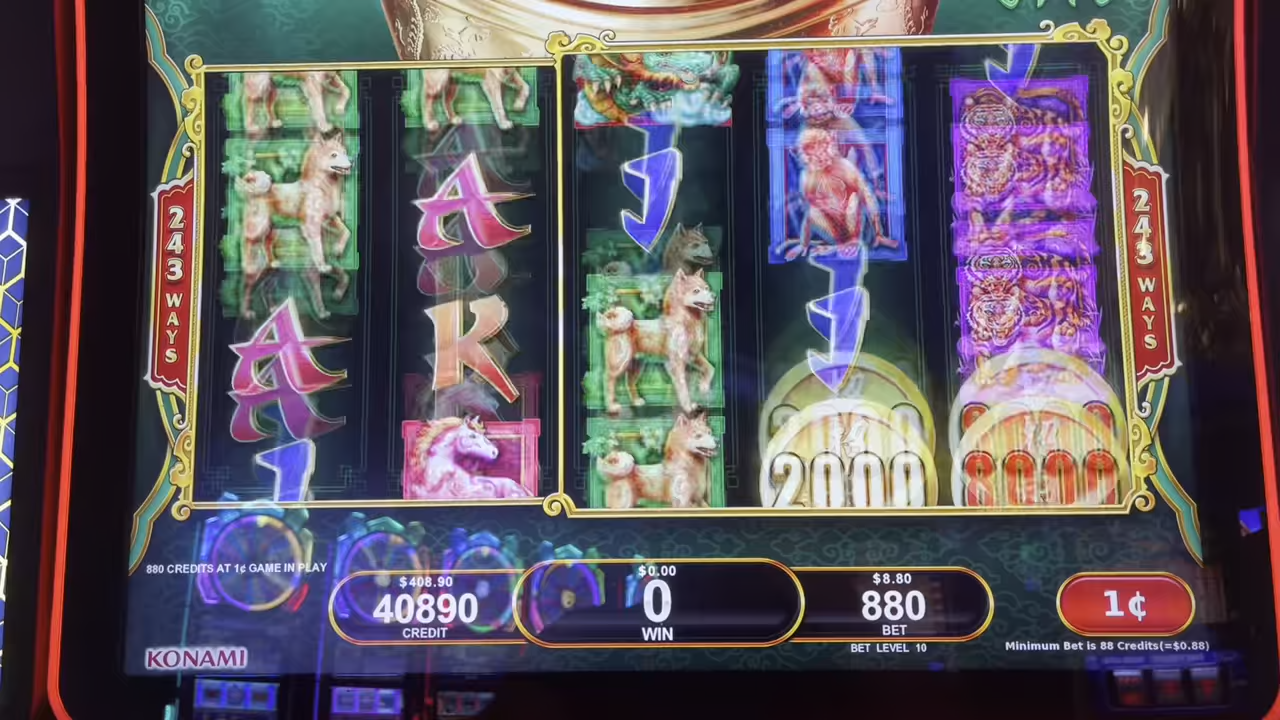 243 WAYS
243 WAYS
A
J
A
K
J
J
2000
8800
880 CREDITS AT 1¢ GAME IN PLAY
$408.90
40890
CREDIT
$0.00
0
WIN
$8.80
880
BET
BET LEVEL 10
1¢
Minimum Bet is 88 Credits(=$0.88)
KONAMI